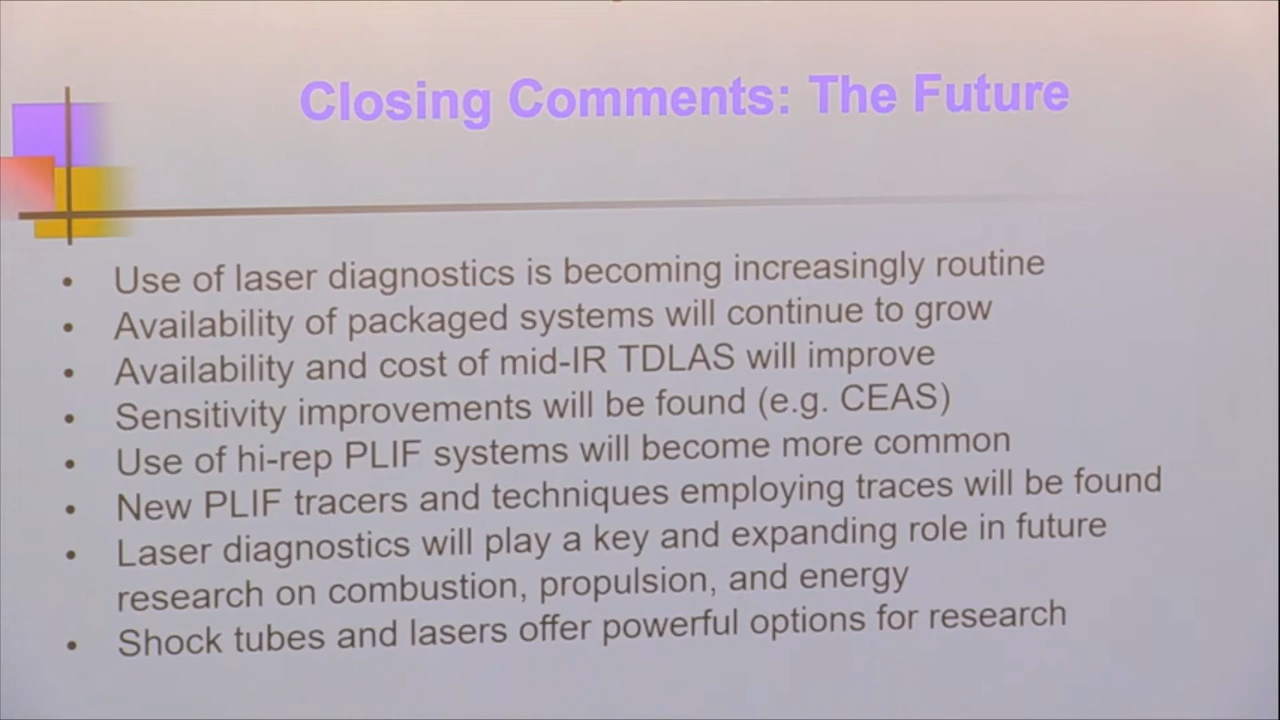 Closing Comments: The Future
• Use of laser diagnostics is becoming increasingly routine
• Availability of packaged systems will continue to grow
• Availability and cost of mid-IR TDLAS will improve
• Sensitivity improvements will be found (e.g. CEAS)
• Use of hi-rep PLIF systems will become more common
• New PLIF tracers and techniques employing traces will be found
• Laser diagnostics will play a key and expanding role in future
research on combustion, propulsion, and energy
• Shock tubes and lasers offer powerful options for research